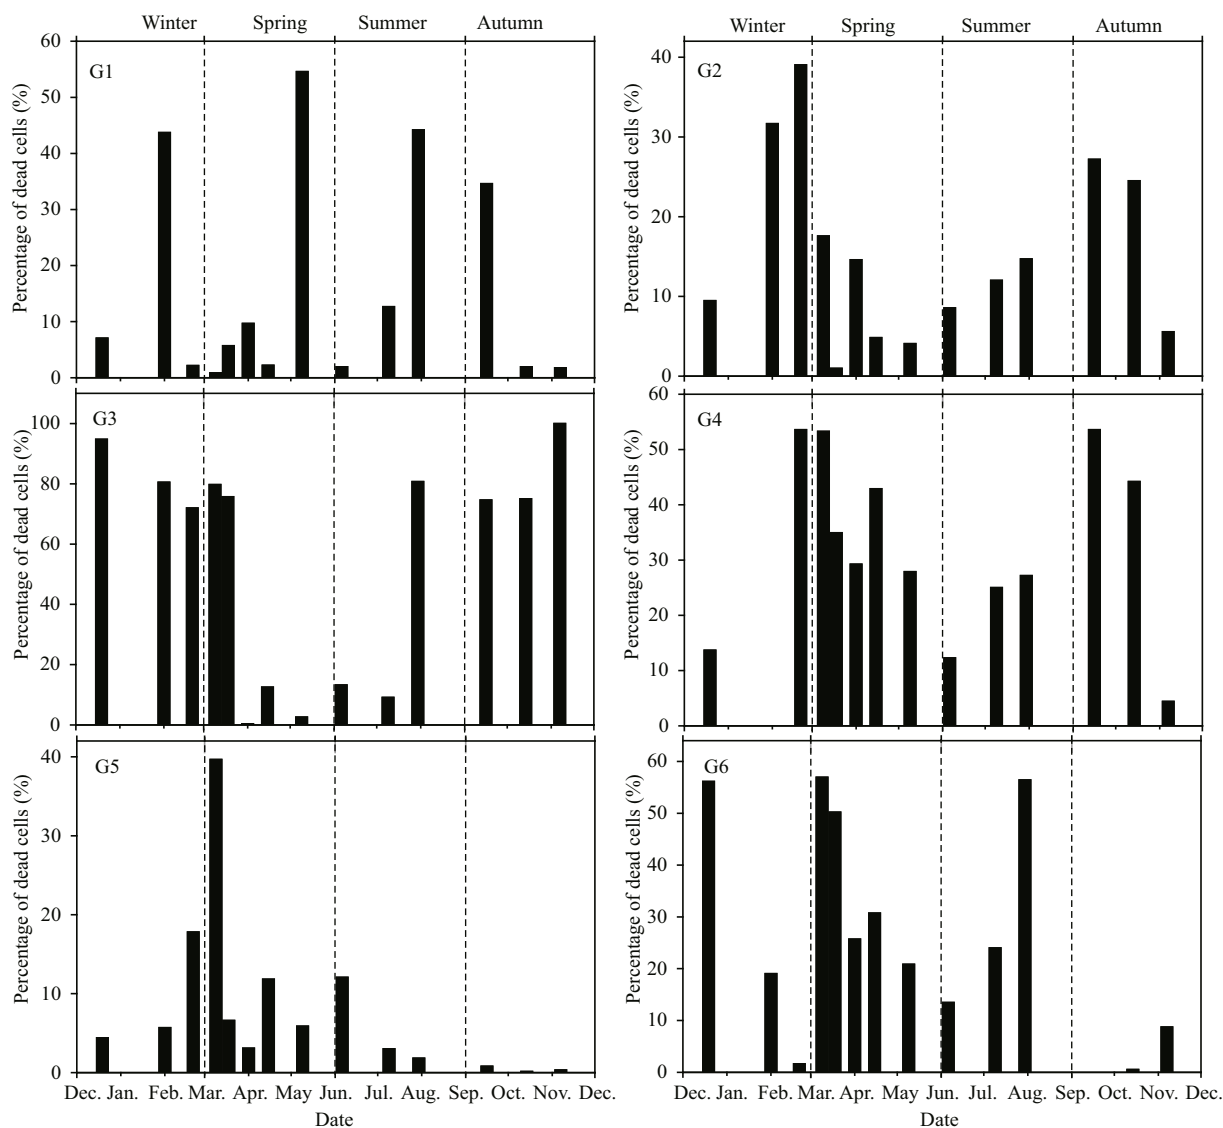 Winter Spring Summer Autumn
Winter Spring Summer Autumn
G1
Percentage of dead cells (%)
60
50
40
30
20
10
0
G2
Percentage of dead cells (%)
40
30
20
10
0
G3
Percentage of dead cells (%)
100
80
60
40
20
0
G4
Percentage of dead cells (%)
60
50
40
30
20
10
0
G5
Percentage of dead cells (%)
40
30
20
10
0
Dec. Jan. Feb. Mar. Apr. May Jun. Jul. Aug. Sep. Oct. Nov. Dec.
Date
G6
Percentage of dead cells (%)
60
50
40
30
20
10
0
Dec. Jan. Feb. Mar. Apr. May Jun. Jul. Aug. Sep. Oct. Nov. Dec.
Date